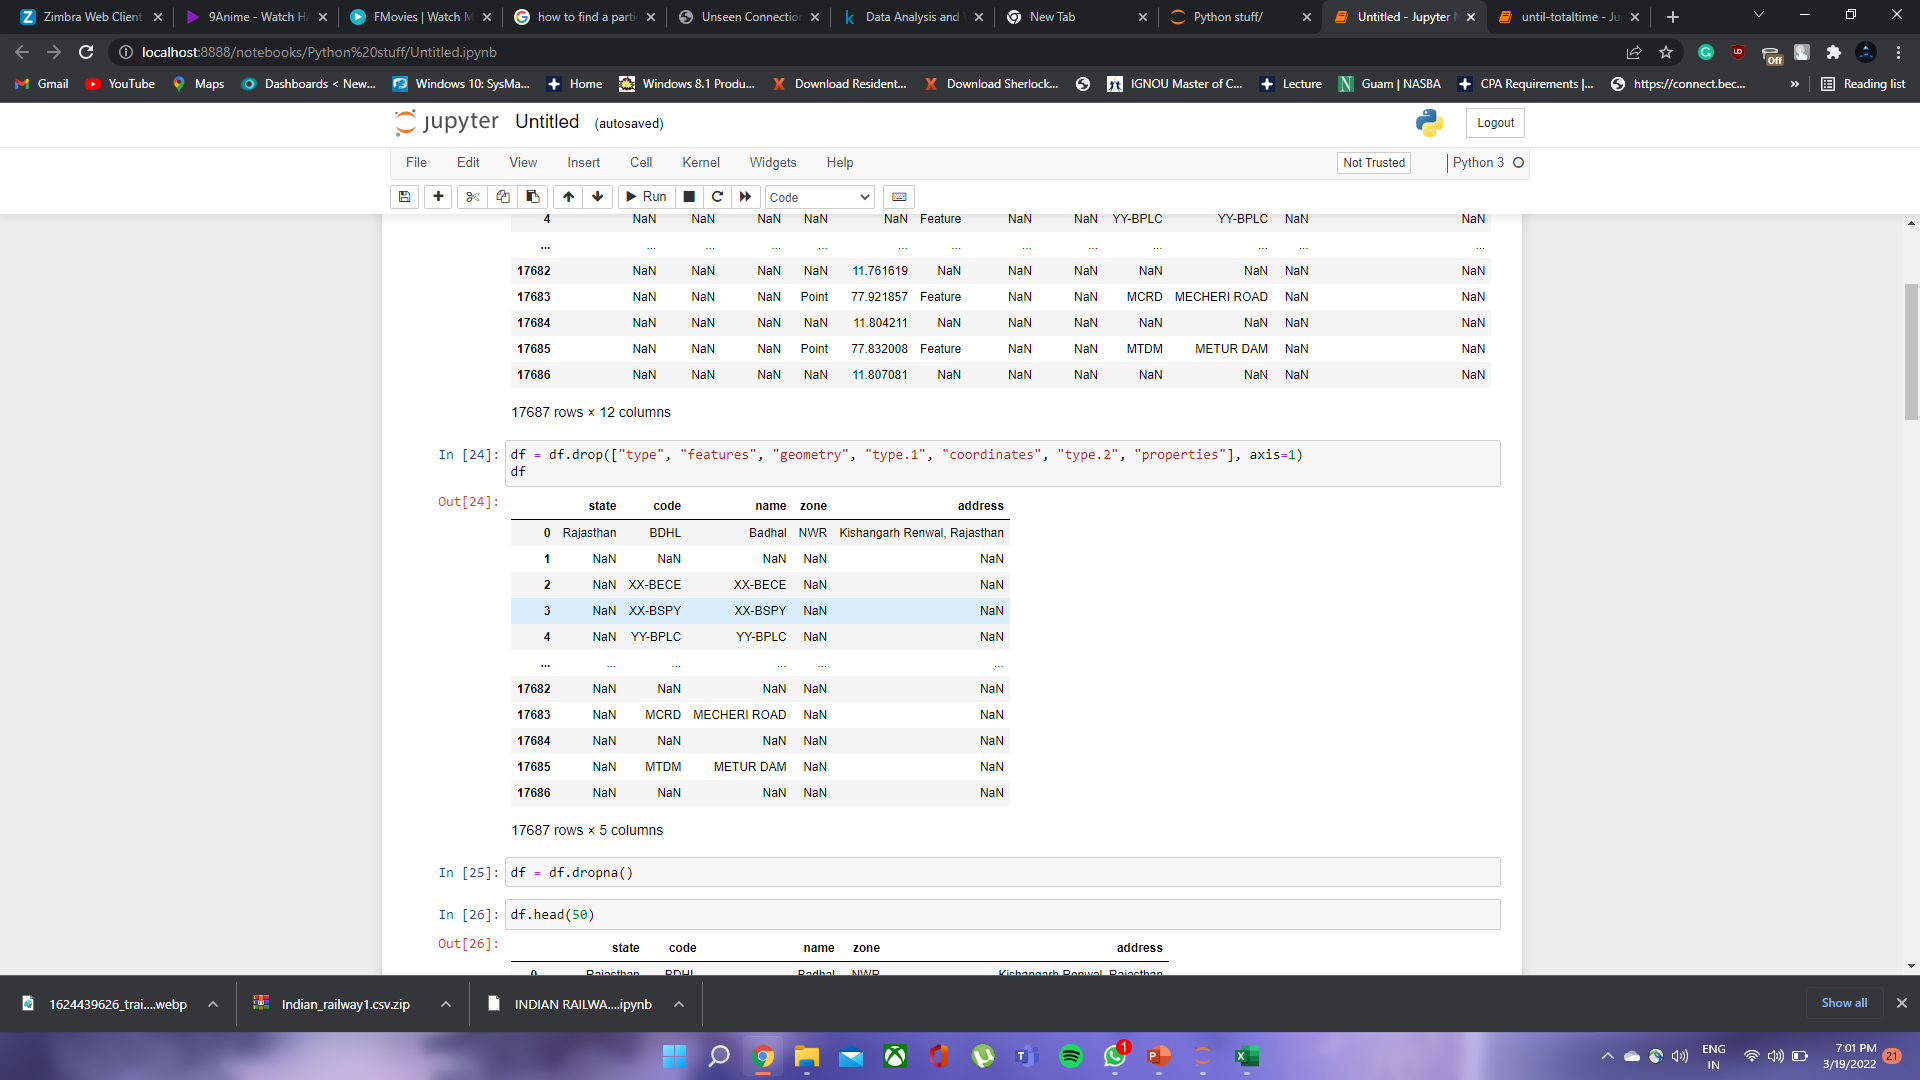 Zimbra Web Client 9Anime - Watch H FMovies | Watch M how to find a parti Unseen Connection Data Analysis and New Tab Python stuff/ Untitled - Jupyter until-totaltime - Ju
localhost:8888/notebooks/Python%20stuff/Untitled.ipynb Off
Gmail YouTube Maps Dashboards < New... Windows 10: SysMa... Home Windows 8.1 Produ... Download Resident... Download Sherlock... IGNOU Master of C... Lecture Guam | NASBA CPA Requirements |... https://connect.bec... » Reading list
jupyter Untitled (autosaved) Logout
File Edit View Insert Cell Kernel Widgets Help Not Trusted Python 3
Run Code
4 NaN NaN NaN NaN NaN Feature NaN NaN YY-BPLC YY-BPLC NaN NaN
... ... ... ... ... ... ... ... ... ... ... ... ...
17682 NaN NaN NaN NaN 11.761619 NaN NaN NaN NaN NaN NaN NaN
17683 NaN NaN NaN Point 77.921857 Feature NaN NaN MCRD MECHERI ROAD NaN NaN
17684 NaN NaN NaN NaN 11.804211 NaN NaN NaN NaN NaN NaN NaN
17685 NaN NaN NaN Point 77.832008 Feature NaN NaN MTDM METUR DAM NaN NaN
17686 NaN NaN NaN NaN 11.807081 NaN NaN NaN NaN NaN NaN NaN
17687 rows × 12 columns
In [24]: df = df.drop(["type", "features", "geometry", "type.1", "coordinates", "type.2", "properties"], axis=1)
df
Out[24]:
state code name zone address
0 Rajasthan BDHL Badhal NWR Kishangarh Renwal, Rajasthan
1 NaN NaN NaN NaN NaN
2 NaN XX-BECE XX-BECE NaN NaN
3 NaN XX-BSPY XX-BSPY NaN NaN
4 NaN YY-BPLC YY-BPLC NaN NaN
... ... ... ... ... ...
17682 NaN NaN NaN NaN NaN
17683 NaN MCRD MECHERI ROAD NaN NaN
17684 NaN NaN NaN NaN NaN
17685 NaN MTDM METUR DAM NaN NaN
17686 NaN NaN NaN NaN NaN
17687 rows × 5 columns
In [25]: df = df.dropna()
In [26]: df.head(50)
Out[26]:
state code name zone address
0 Rajasthan BDHL Badhal NWR Kishangarh Renwal, Rajasthan
1624439626_trai....webp Indian_railway1.csv.zip INDIAN RAILWA....ipynb Show all
1 ENG 7:01 PM
IN 3/19/2022 21